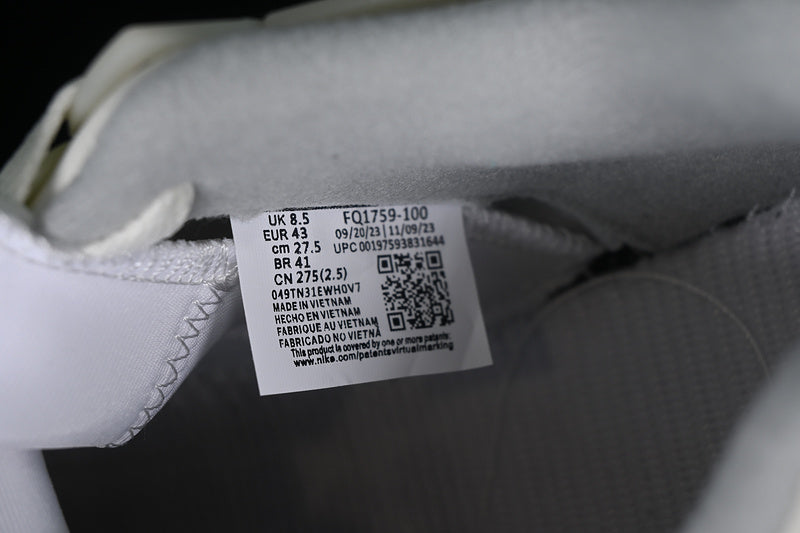 UK 8.5 FQ1759-100
EUR 43 09/20/23 | 11/09/23
cm 27.5 UPC 00197593831644
BR 41
CN 275(2.5)
049TN31EWH0V7
MADE IN VIETNAM
HECHO EN VIETNAM
FABRIQUE AU VIETNAM
FABRICADO NO VIETNÃ
This product is covered by one or more patents:
www.nike.com/patentsvirtualmarking